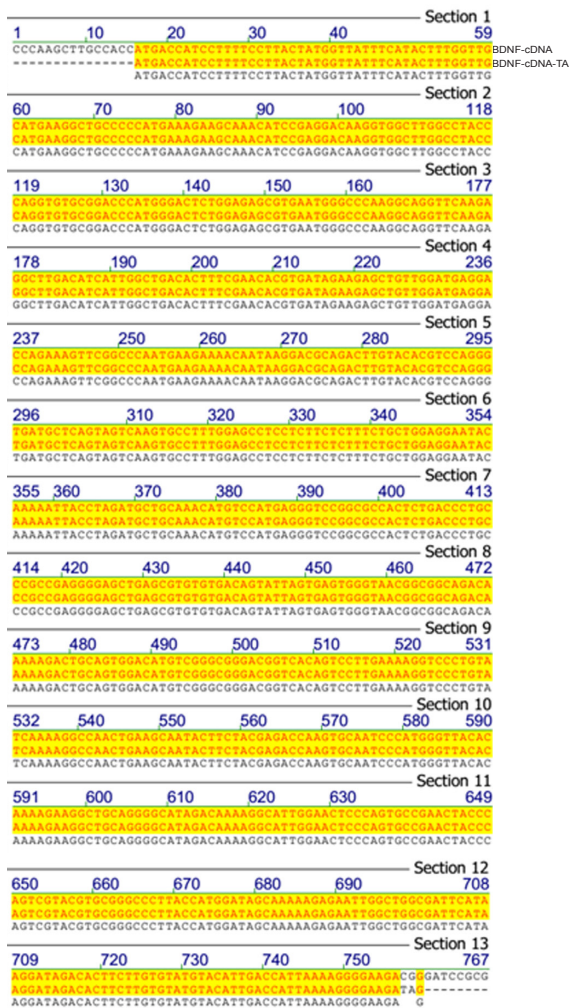 Section 1
1 10 20 29 40 59
CCCAAGCTTGCCACCATGACCATCCTTTTCCTTACTATGGTTATTTCATACTTTGGTTG BDNF-cDNA
---------------ATGACCATCCTTTTCCTTACTATGGTTATTTCATACTTTGGTTG BDNF-cDNA-TA
ATGACCATCCTTTTCCTTACTATGGTTATTTCATACTTTGGTTG
Section 2
60 70 80 90 100 118
CATGAAGGCTGCCCCCATGAAAGAAGCAAACATCCGAGGACAAGGTGGCTTGGCCTACC
CATGAAGGCTGCCCCCATGAAAGAAGCAAACATCCGAGGACAAGGTGGCTTGGCCTACC
CATGAAGGCTGCCCCCATGAAAGAAGCAAACATCCGAGGACAAGGTGGCTTGGCCTACC
Section 3
119 130 140 150 160 177
CAGGTGTGCGGACCCATGGGACTCTGGAGAGCGTGAATGGGCCCAAGGCAGGTTCAAGA
CAGGTGTGCGGACCCATGGGACTCTGGAGAGCGTGAATGGGCCCAAGGCAGGTTCAAGA
CAGGTGTGCGGACCCATGGGACTCTGGAGAGCGTGAATGGGCCCAAGGCAGGTTCAAGA
Section 4
178 190 200 210 220 236
GGCTTGACATCATTGGCTGACACTTTCGAACACGTGATAGAAGAGCTGTTGGATGAGGA
GGCTTGACATCATTGGCTGACACTTTCGAACACGTGATAGAAGAGCTGTTGGATGAGGA
GGCTTGACATCATTGGCTGACACTTTCGAACACGTGATAGAAGAGCTGTTGGATGAGGA
Section 5
237 250 260 270 280 295
CCAGAAAGTTCGGCCCAATGAAGAAAACAATAAGGACGCAGACTTGTACACGTCCAGGG
CCAGAAAGTTCGGCCCAATGAAGAAAACAATAAGGACGCAGACTTGTACACGTCCAGGG
CCAGAAAGTTCGGCCCAATGAAGAAAACAATAAGGACGCAGACTTGTACACGTCCAGGG
Section 6
296 310 320 330 340 354
TGATGCTCAGTAGTCAAGTGCCTTTGGAGCCTCCTCTTCTCTTTCTGCTGGAGGAATAC
TGATGCTCAGTAGTCAAGTGCCTTTGGAGCCTCCTCTTCTCTTTCTGCTGGAGGAATAC
TGATGCTCAGTAGTCAAGTGCCTTTGGAGCCTCCTCTTCTCTTTCTGCTGGAGGAATAC
Section 7
355 360 370 380 390 400 413
AAAAATTACCTAGATGCTGCAAACATGTCCATGAGGGTCCGGCGCCACTCTGACCCTGC
AAAAATTACCTAGATGCTGCAAACATGTCCATGAGGGTCCGGCGCCACTCTGACCCTGC
AAAAATTACCTAGATGCTGCAAACATGTCCATGAGGGTCCGGCGCCACTCTGACCCTGC
Section 8
414 420 430 440 450 460 472
CCGCCGAGGGGAGCTGAGCGTGTGTGACAGTATTAGTGAGTGGGTAACGGCGGCAGACA
CCGCCGAGGGGAGCTGAGCGTGTGTGACAGTATTAGTGAGTGGGTAACGGCGGCAGACA
CCGCCGAGGGGAGCTGAGCGTGTGTGACAGTATTAGTGAGTGGGTAACGGCGGCAGACA
Section 9
473 480 490 500 510 520 531
AAAAGACTGCAGTGGACATGTCGGGCGGGACGGTCACAGTCCTTGAAAAGGTCCCTGTA
AAAAGACTGCAGTGGACATGTCGGGCGGGACGGTCACAGTCCTTGAAAAGGTCCCTGTA
AAAAGACTGCAGTGGACATGTCGGGCGGGACGGTCACAGTCCTTGAAAAGGTCCCTGTA
Section 10
532 540 550 560 570 580 590
TCAAAAGGCCAACTGAAGCAATACTTCTACGAGACCAAGTGCAATCCCATGGGTTACAC
TCAAAAGGCCAACTGAAGCAATACTTCTACGAGACCAAGTGCAATCCCATGGGTTACAC
TCAAAAGGCCAACTGAAGCAATACTTCTACGAGACCAAGTGCAATCCCATGGGTTACAC
Section 11
591 600 610 620 630 649
AAAAGAAGGCTGCAGGGGCATAGACAAAAGGCATTGGAACTCCCAGTGCCGAACTACCC
AAAAGAAGGCTGCAGGGGCATAGACAAAAGGCATTGGAACTCCCAGTGCCGAACTACCC
AAAAGAAGGCTGCAGGGGCATAGACAAAAGGCATTGGAACTCCCAGTGCCGAACTACCC
Section 12
650 660 670 680 690 708
AGTCGTACGTGCGGGCCCTTACCATGGATAGCAAAAAGAGAATTGGCTGGCGATTCATA
AGTCGTACGTGCGGGCCCTTACCATGGATAGCAAAAAGAGAATTGGCTGGCGATTCATA
AGTCGTACGTGCGGGCCCTTACCATGGATAGCAAAAAGAGAATTGGCTGGCGATTCATA
Section 13
709 720 730 740 750 767
AGGATAGACACTTCTTGTGTATGTACATTGACCATTAAAAGGGGAAGACGGGATCCGCG
AGGATAGACACTTCTTGTGTATGTACATTGACCATTAAAAGGGGAAGATAG--------
AGGATAGACACTTCTTGTGTATGTACATTGACCATTAAAAGGGGAAGA G